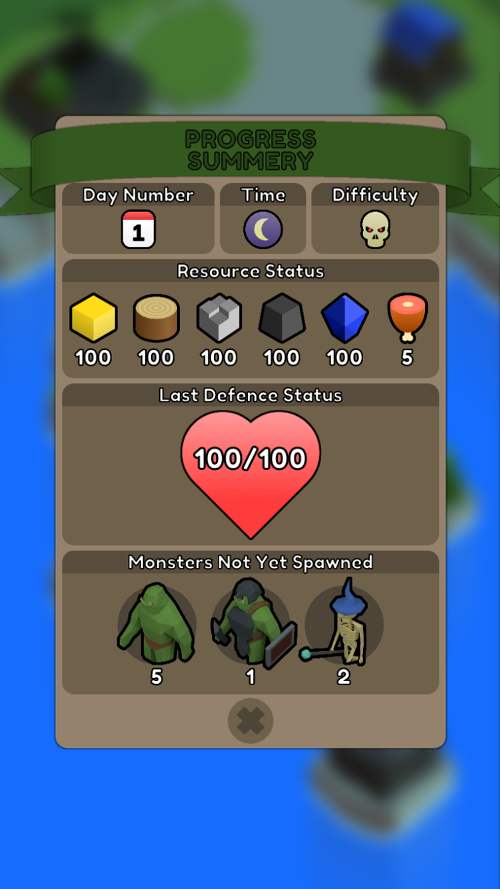 PROGRESS
SUMMERY
Day Number
Time
Difficulty
1
Resource Status
100 100 100 100 100 5
Last Defence Status
100/100
Monsters Not Yet Spawned
5 1 2